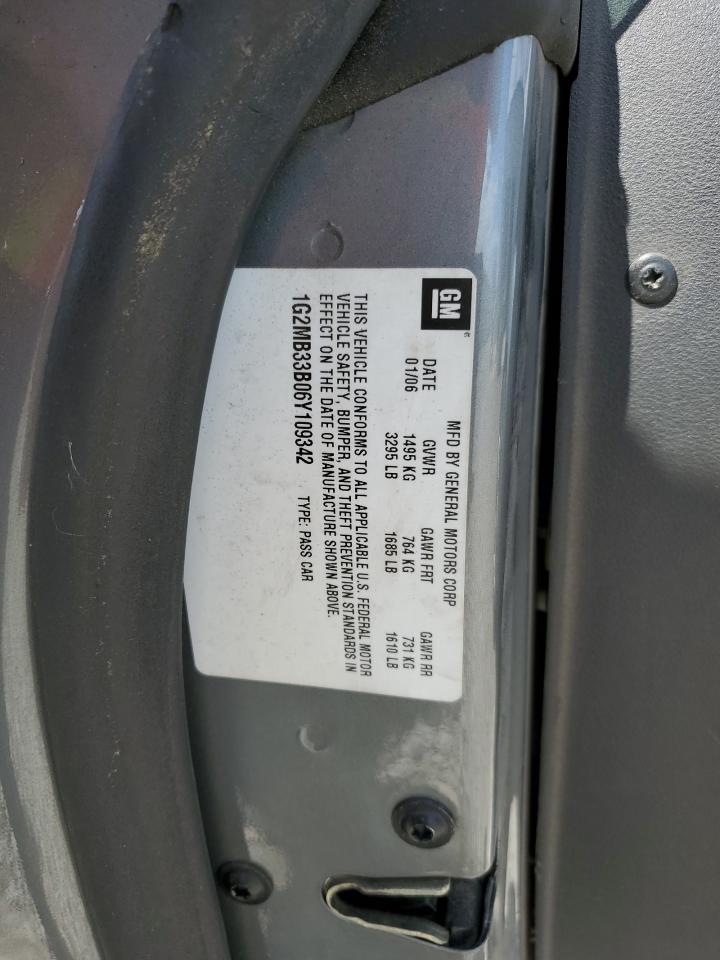 GM
®
MFD BY GENERAL MOTORS CORP
DATE GVWR GAWR FRT GAWR RR
01/06 1495 KG 764 KG 731 KG
3295 LB 1685 LB 1610 LB
THIS VEHICLE CONFORMS TO ALL APPLICABLE U.S. FEDERAL MOTOR
VEHICLE SAFETY, BUMPER, AND THEFT PREVENTION STANDARDS IN
EFFECT ON THE DATE OF MANUFACTURE SHOWN ABOVE.
1G2MB33B06Y109342 TYPE: PASS CAR